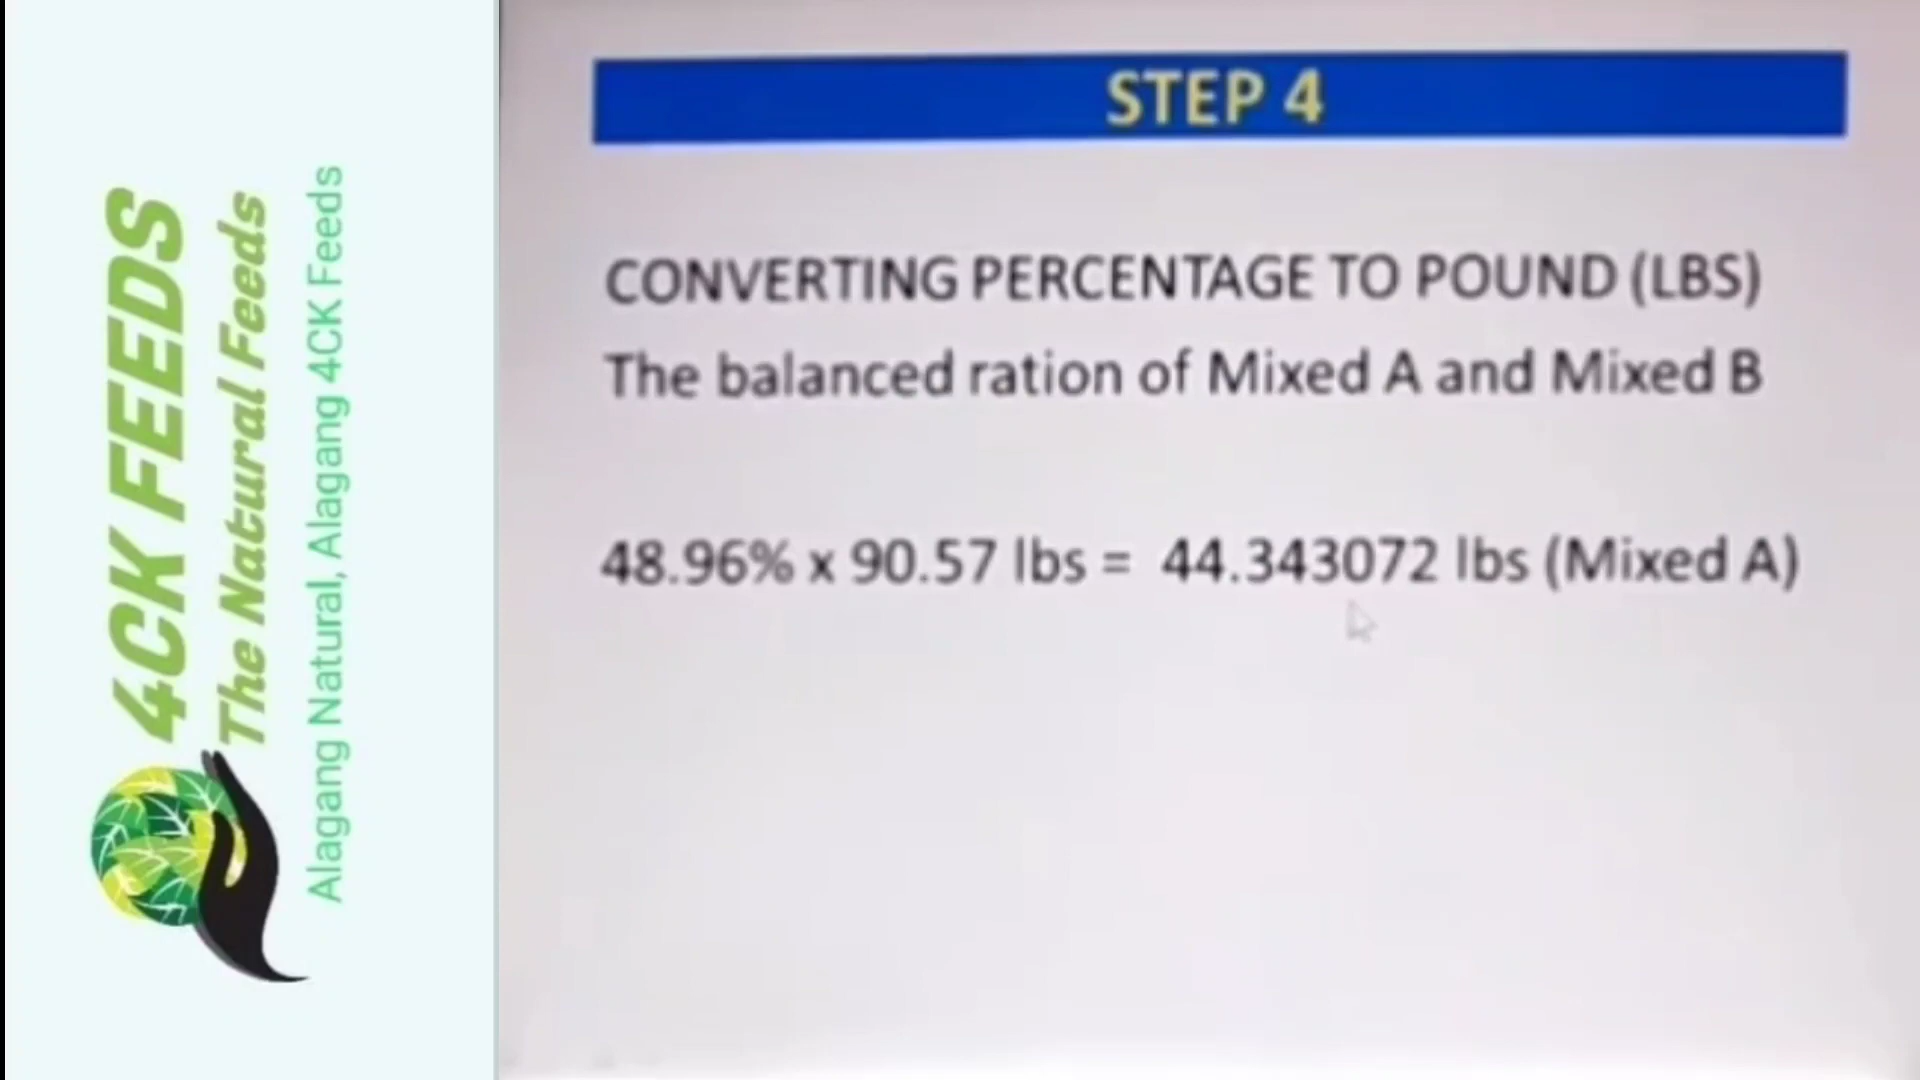 4CK FEEDS
The Natural Feeds
Alagang Natural, Alagang 4CK Feeds
STEP 4
CONVERTING PERCENTAGE TO POUND (LBS)
The balanced ration of Mixed A and Mixed B
48.96% x 90.57 lbs = 44.343072 lbs (Mixed A)